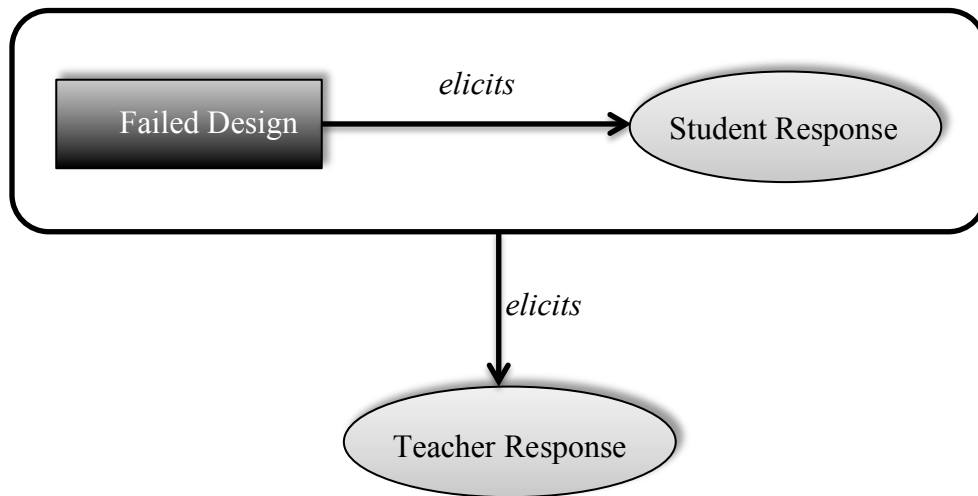 elicits
Failed Design
Student Response
elicits
Teacher Response